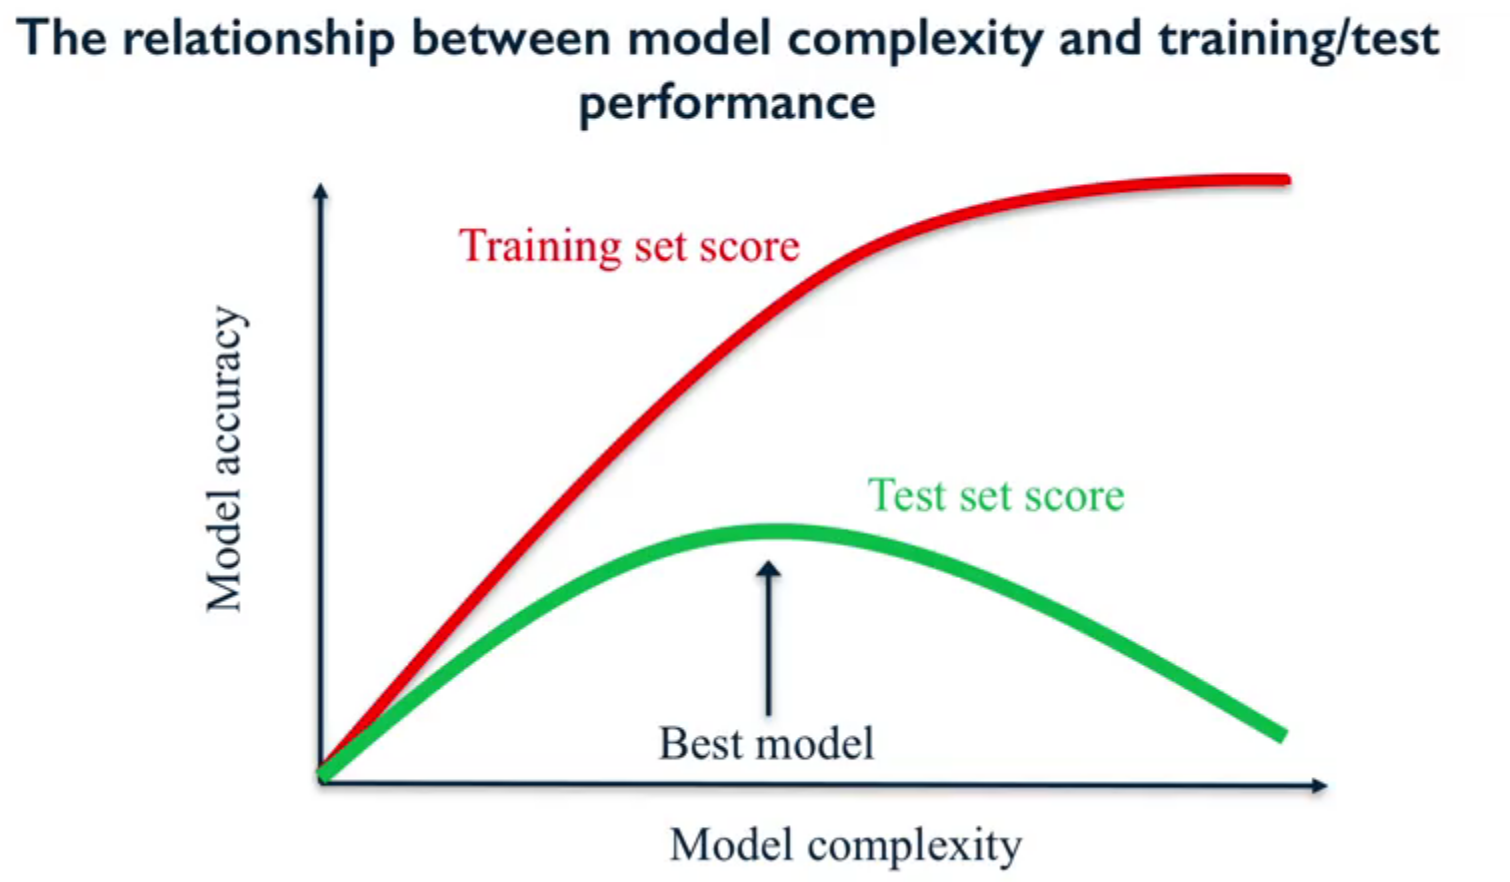 The relationship between model complexity and training/test
performance
Training set score
Model accuracy
Test set score
Best model
Model complexity